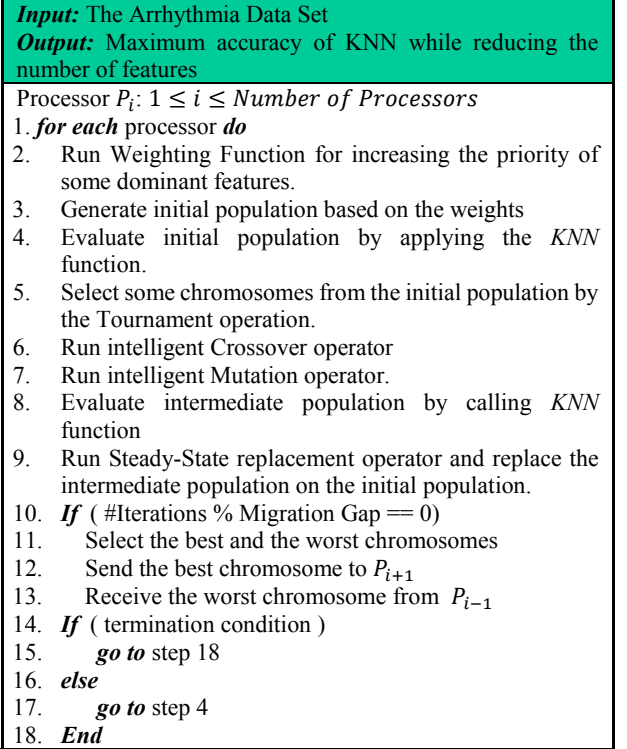 Input: The Arrhythmia Data Set
Output: Maximum accuracy of KNN while reducing the
number of features
Processor P_i: 1 ≤ i ≤ Number of Processors
1. for each processor do
2. Run Weighting Function for increasing the priority of
some dominant features.
3. Generate initial population based on the weights
4. Evaluate initial population by applying the KNN
function.
5. Select some chromosomes from the initial population by
the Tournament operation.
6. Run intelligent Crossover operator
7. Run intelligent Mutation operator.
8. Evaluate intermediate population by calling KNN
function
9. Run Steady-State replacement operator and replace the
intermediate population on the initial population.
10. If ( #Iterations % Migration Gap == 0)
11. Select the best and the worst chromosomes
12. Send the best chromosome to P_{i+1}
13. Receive the worst chromosome from P_{i−1}
14. If ( termination condition )
15. go to step 18
16. else
17. go to step 4
18. End